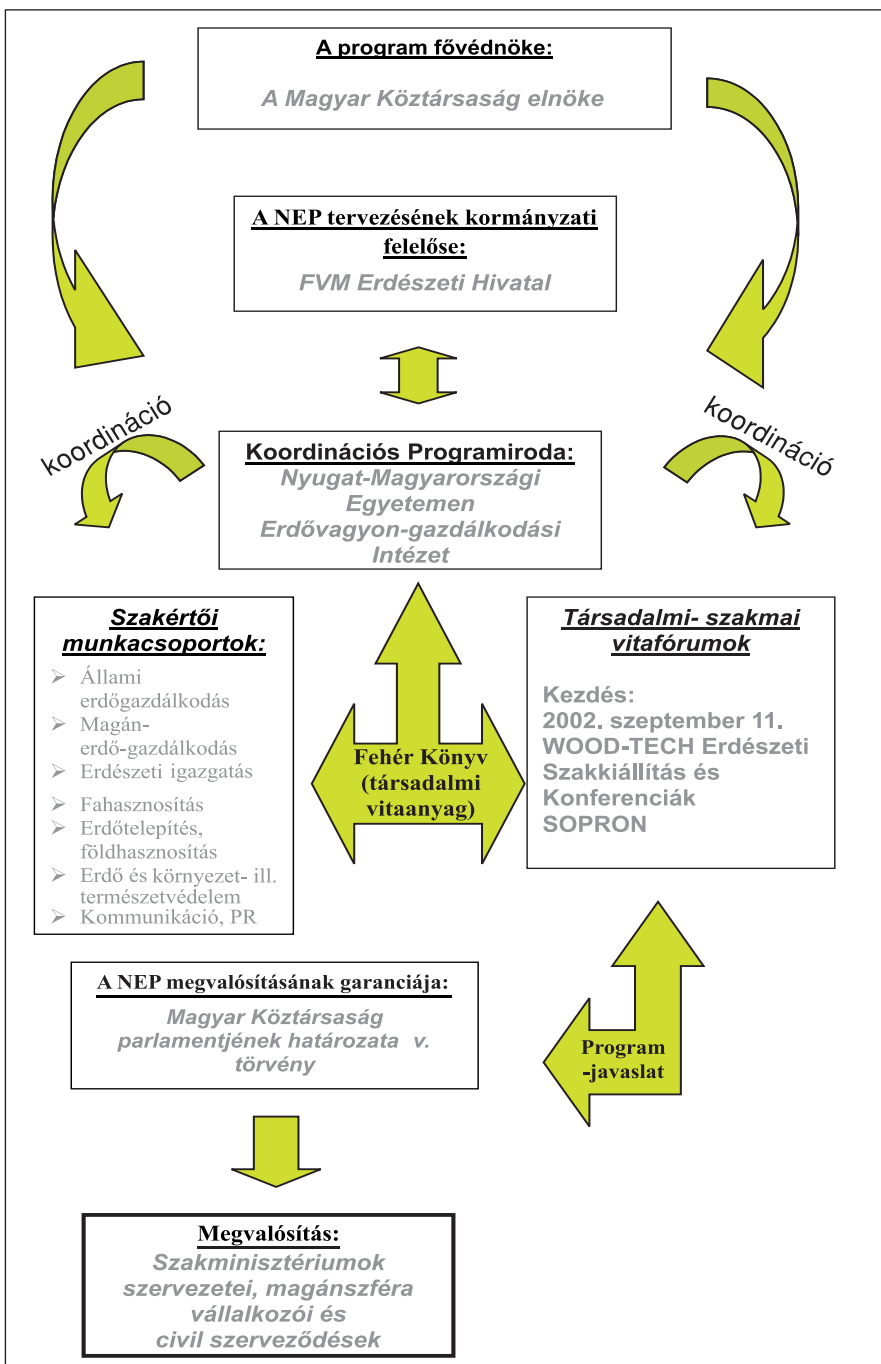 A program fővédnöke:
A Magyar Köztársaság elnöke
A NEP tervezésének kormányzati
felelőse:
FVM Erdészeti Hivatal
koordináció
koordináció
Koordinációs Programiroda:
Nyugat-Magyarországi
Egyetemen
Erdővagyon-gazdálkodási
Intézet
Szakértői
munkacsoportok:
➢ Állami
erdőgazdálkodás
➢ Magán-
erdő-gazdálkodás
➢ Erdészeti igazgatás
➢ Fahasznosítás
➢ Erdőtelepítés,
földhasznosítás
➢ Erdő és környezet- ill.
természetvédelem
➢ Kommunikáció, PR
Fehér Könyv
(társadalmi
vitaanyag)
Társadalmi- szakmai
vitafórumok
Kezdés:
2002. szeptember 11.
WOOD-TECH Erdészeti
Szakkiállítás és
Konferenciák
SOPRON
A NEP megvalósításának garanciája:
Magyar Köztársaság
parlamentjének határozata v.
törvény
Program
-javaslat
Megvalósítás:
Szakminisztériumok
szervezetei, magánszféra
vállalkozói és
civil szerveződések